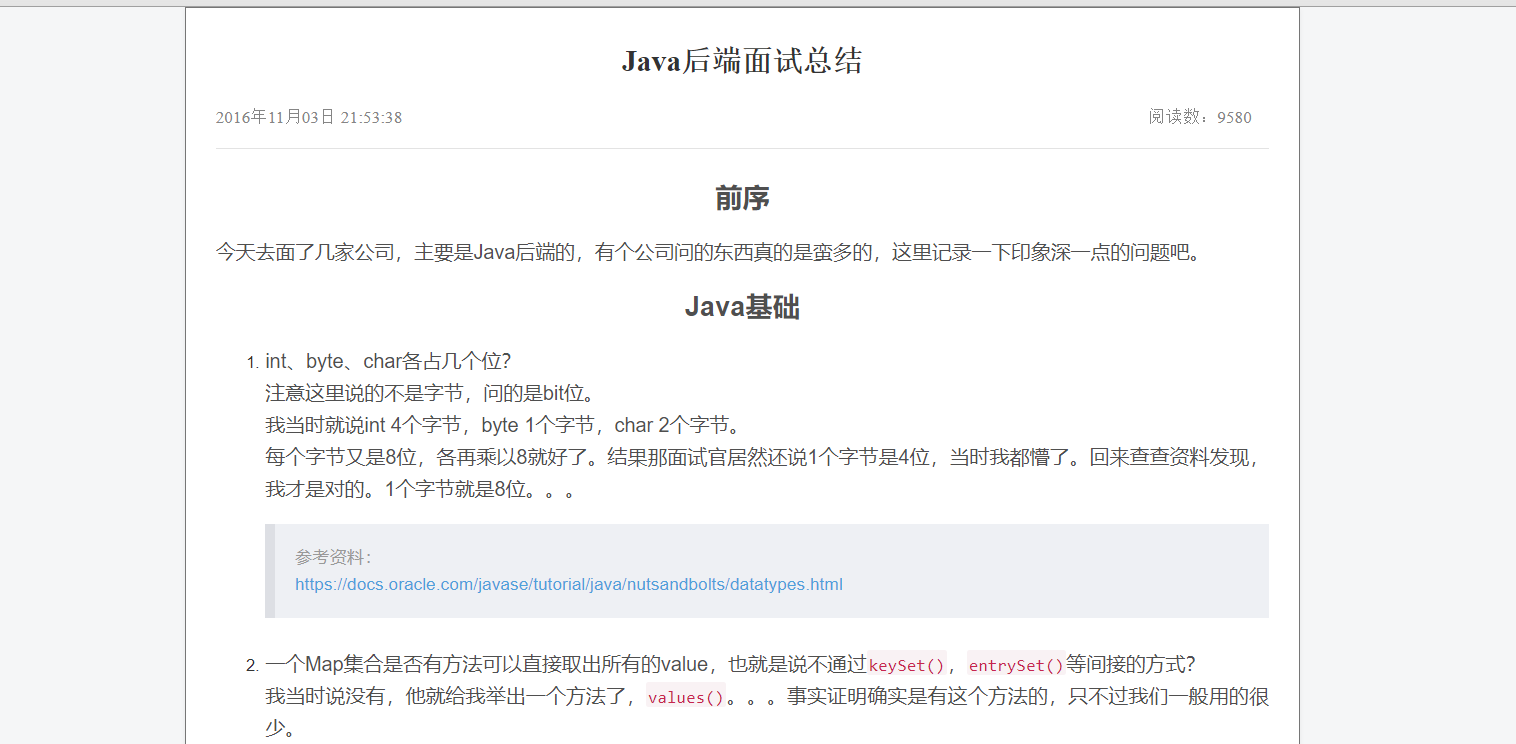 Java后端面试总结
2016年11月03日 21:53:38
阅读数：9580
前序
今天去面了几家公司，主要是Java后端的，有个公司问的东西真的是蛮多的，这里记录一下印象深一点的问题吧。
Java基础
1. int、byte、char各占几个位？
注意这里说的不是字节，问的是bit位。
我当时就说int 4个字节，byte 1个字节，char 2个字节。
每个字节又是8位，各再乘以8就好了。结果那面试官居然还说1个字节是4位，当时我都懵了。回来查查资料发现，
我才是对的。1个字节就是8位。。。
参考资料：
https://docs.oracle.com/javase/tutorial/java/nutsandbolts/datatypes.html
2. 一个Map集合是否有方法可以直接取出所有的value，也就是说不通过keySet()，entrySet()等间接的方式？
我当时说没有，他就给我举出一个方法了，values()。。。事实证明确实是有这个方法的，只不过我们一般用的很
少。